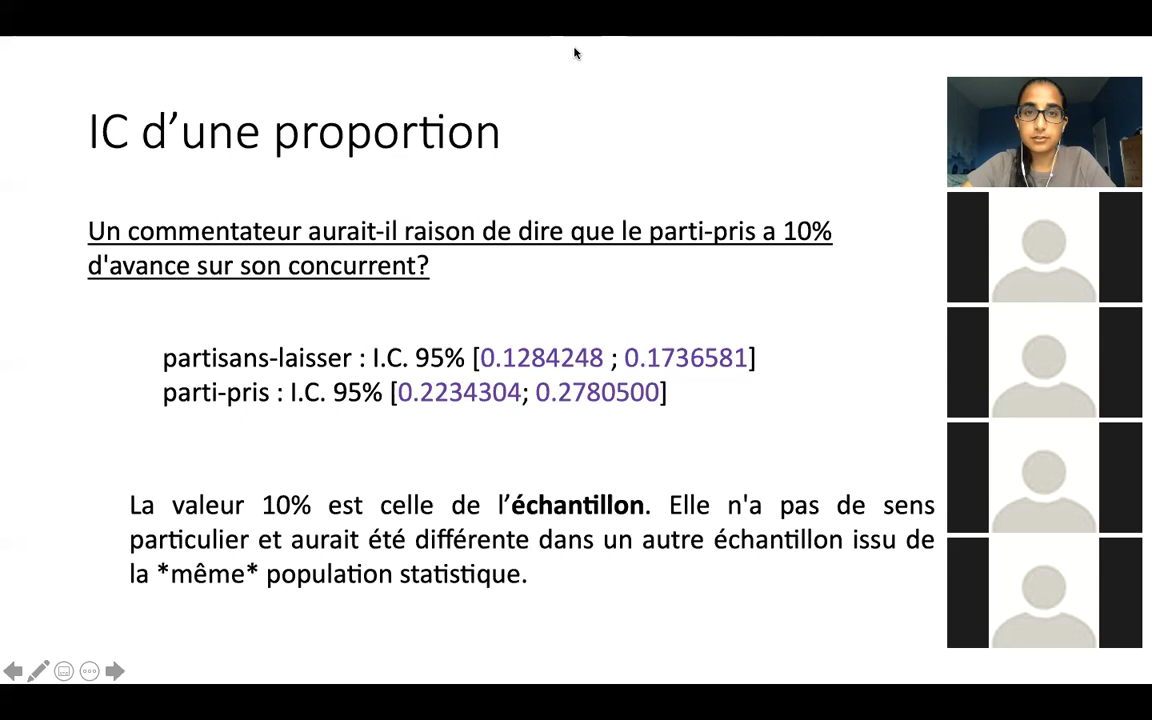 IC d’une proportion
Un commentateur aurait-il raison de dire que le parti-pris a 10%
d'avance sur son concurrent?
partisans-laisser : I.C. 95% [0.1284248 ; 0.1736581]
parti-pris : I.C. 95% [0.2234304; 0.2780500]
La valeur 10% est celle de l’échantillon. Elle n'a pas de sens
particulier et aurait été différente dans un autre échantillon issu de
la *même* population statistique.